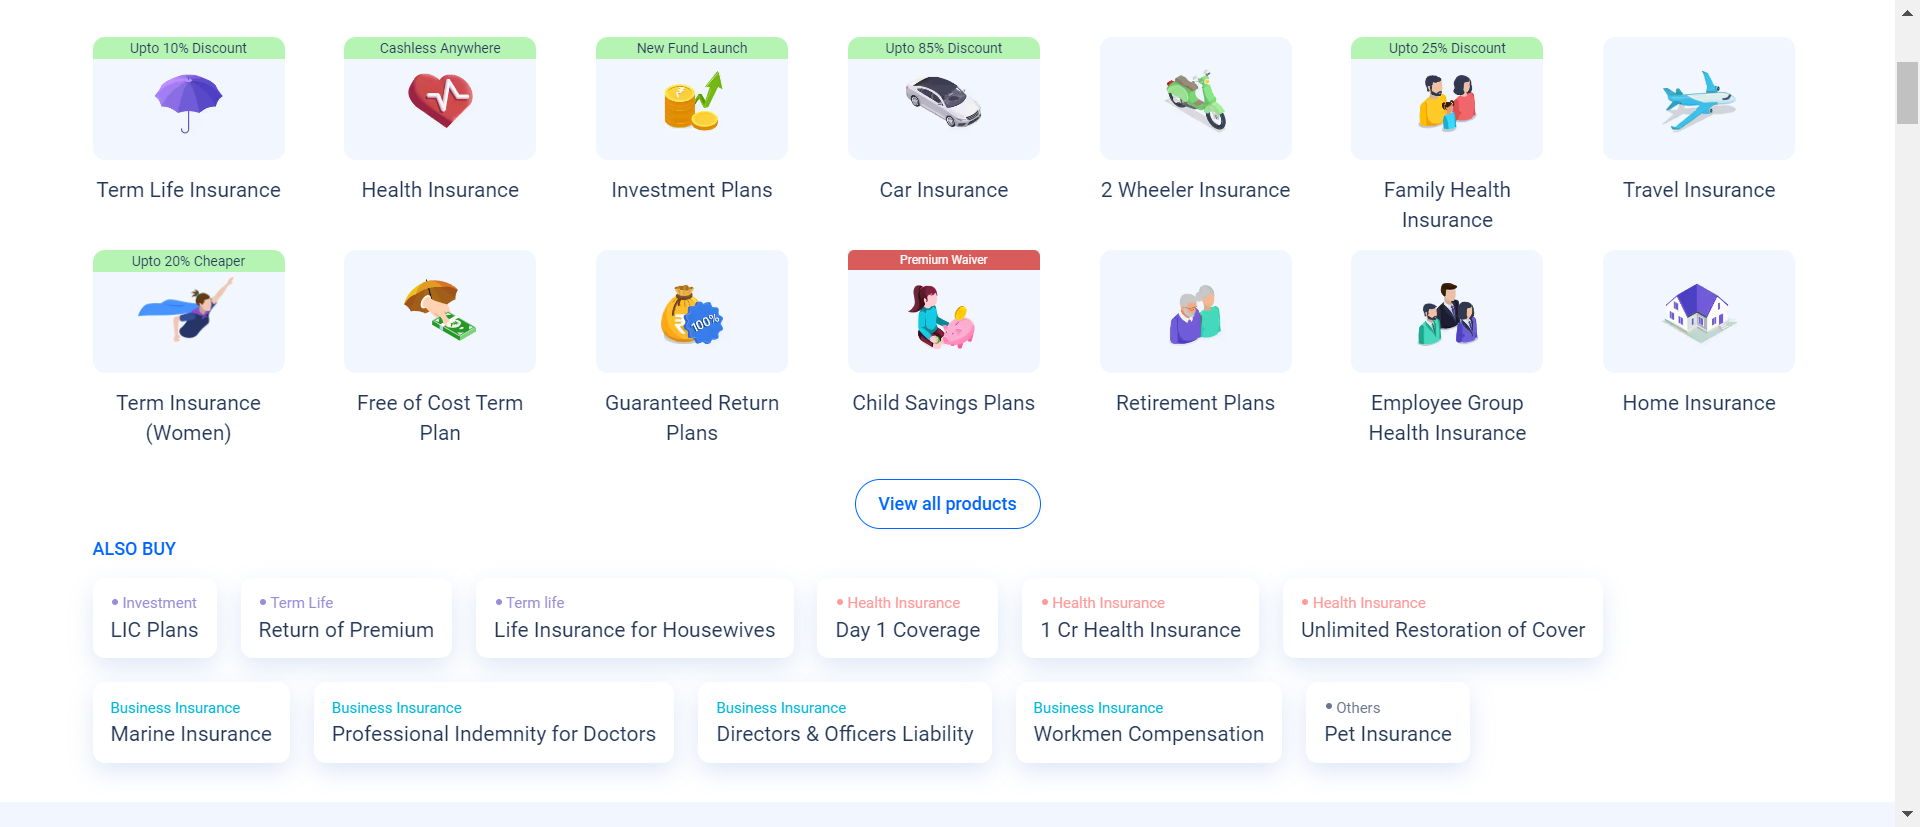 Upto 10% Discount
Cashless Anywhere
New Fund Launch
Upto 85% Discount
Upto 25% Discount
Term Life Insurance
Health Insurance
Investment Plans
Car Insurance
2 Wheeler Insurance
Family Health
Insurance
Travel Insurance
Upto 20% Cheaper
100%
Premium Waiver
Term Insurance
(Women)
Free of Cost Term
Plan
Guaranteed Return
Plans
Child Savings Plans
Retirement Plans
Employee Group
Health Insurance
Home Insurance
View all products
ALSO BUY
• Investment
LIC Plans
• Term Life
Return of Premium
• Term life
Life Insurance for Housewives
• Health Insurance
Day 1 Coverage
• Health Insurance
1 Cr Health Insurance
• Health Insurance
Unlimited Restoration of Cover
Business Insurance
Marine Insurance
Business Insurance
Professional Indemnity for Doctors
Business Insurance
Directors & Officers Liability
Business Insurance
Workmen Compensation
• Others
Pet Insurance